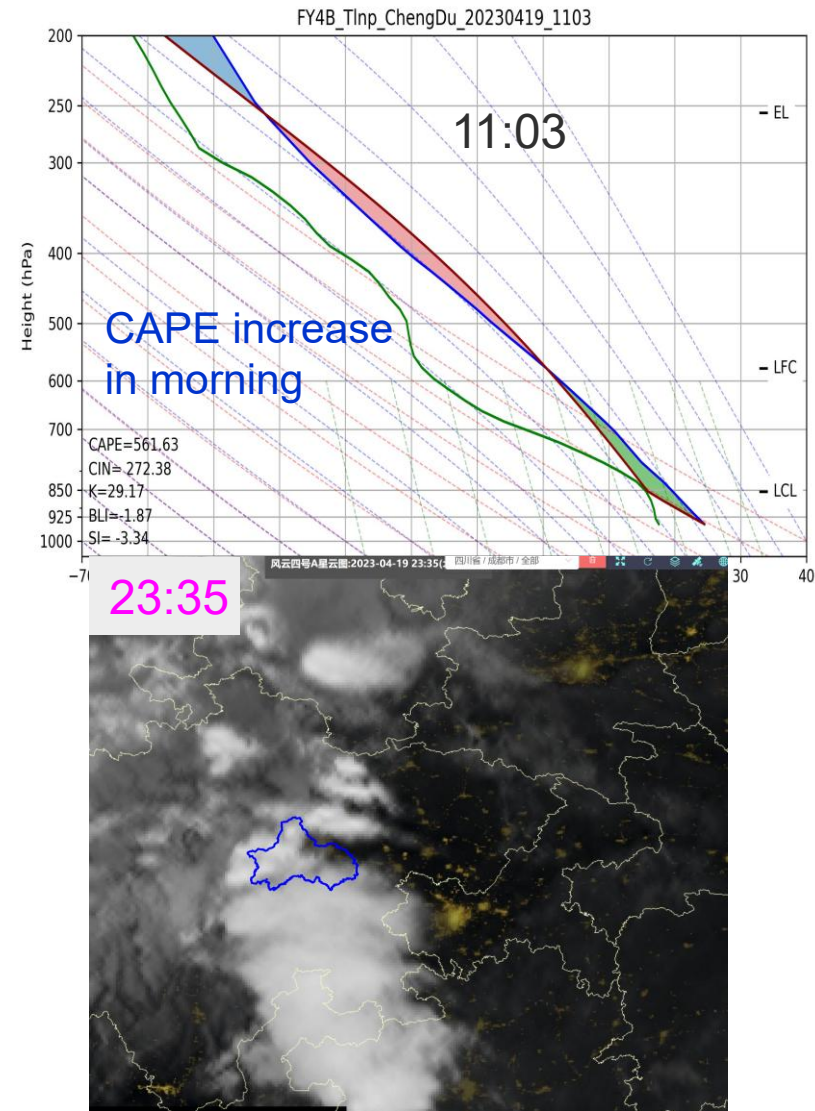 FY4B_TInp_ChengDu_20230419_1103
200
250
300
400
500
600
700
850
925
1000
Height (hPa)
11:03
EL
LFC
LCL
CAPE increase
in morning
CAPE=561.63
CIN= 272.38
K=29.17
BLI=-1.87
SI= -3.34
30
40
风云四号A星云图:2023-04-19 23:35(
四川省 / 成都市 / 全部
23:35